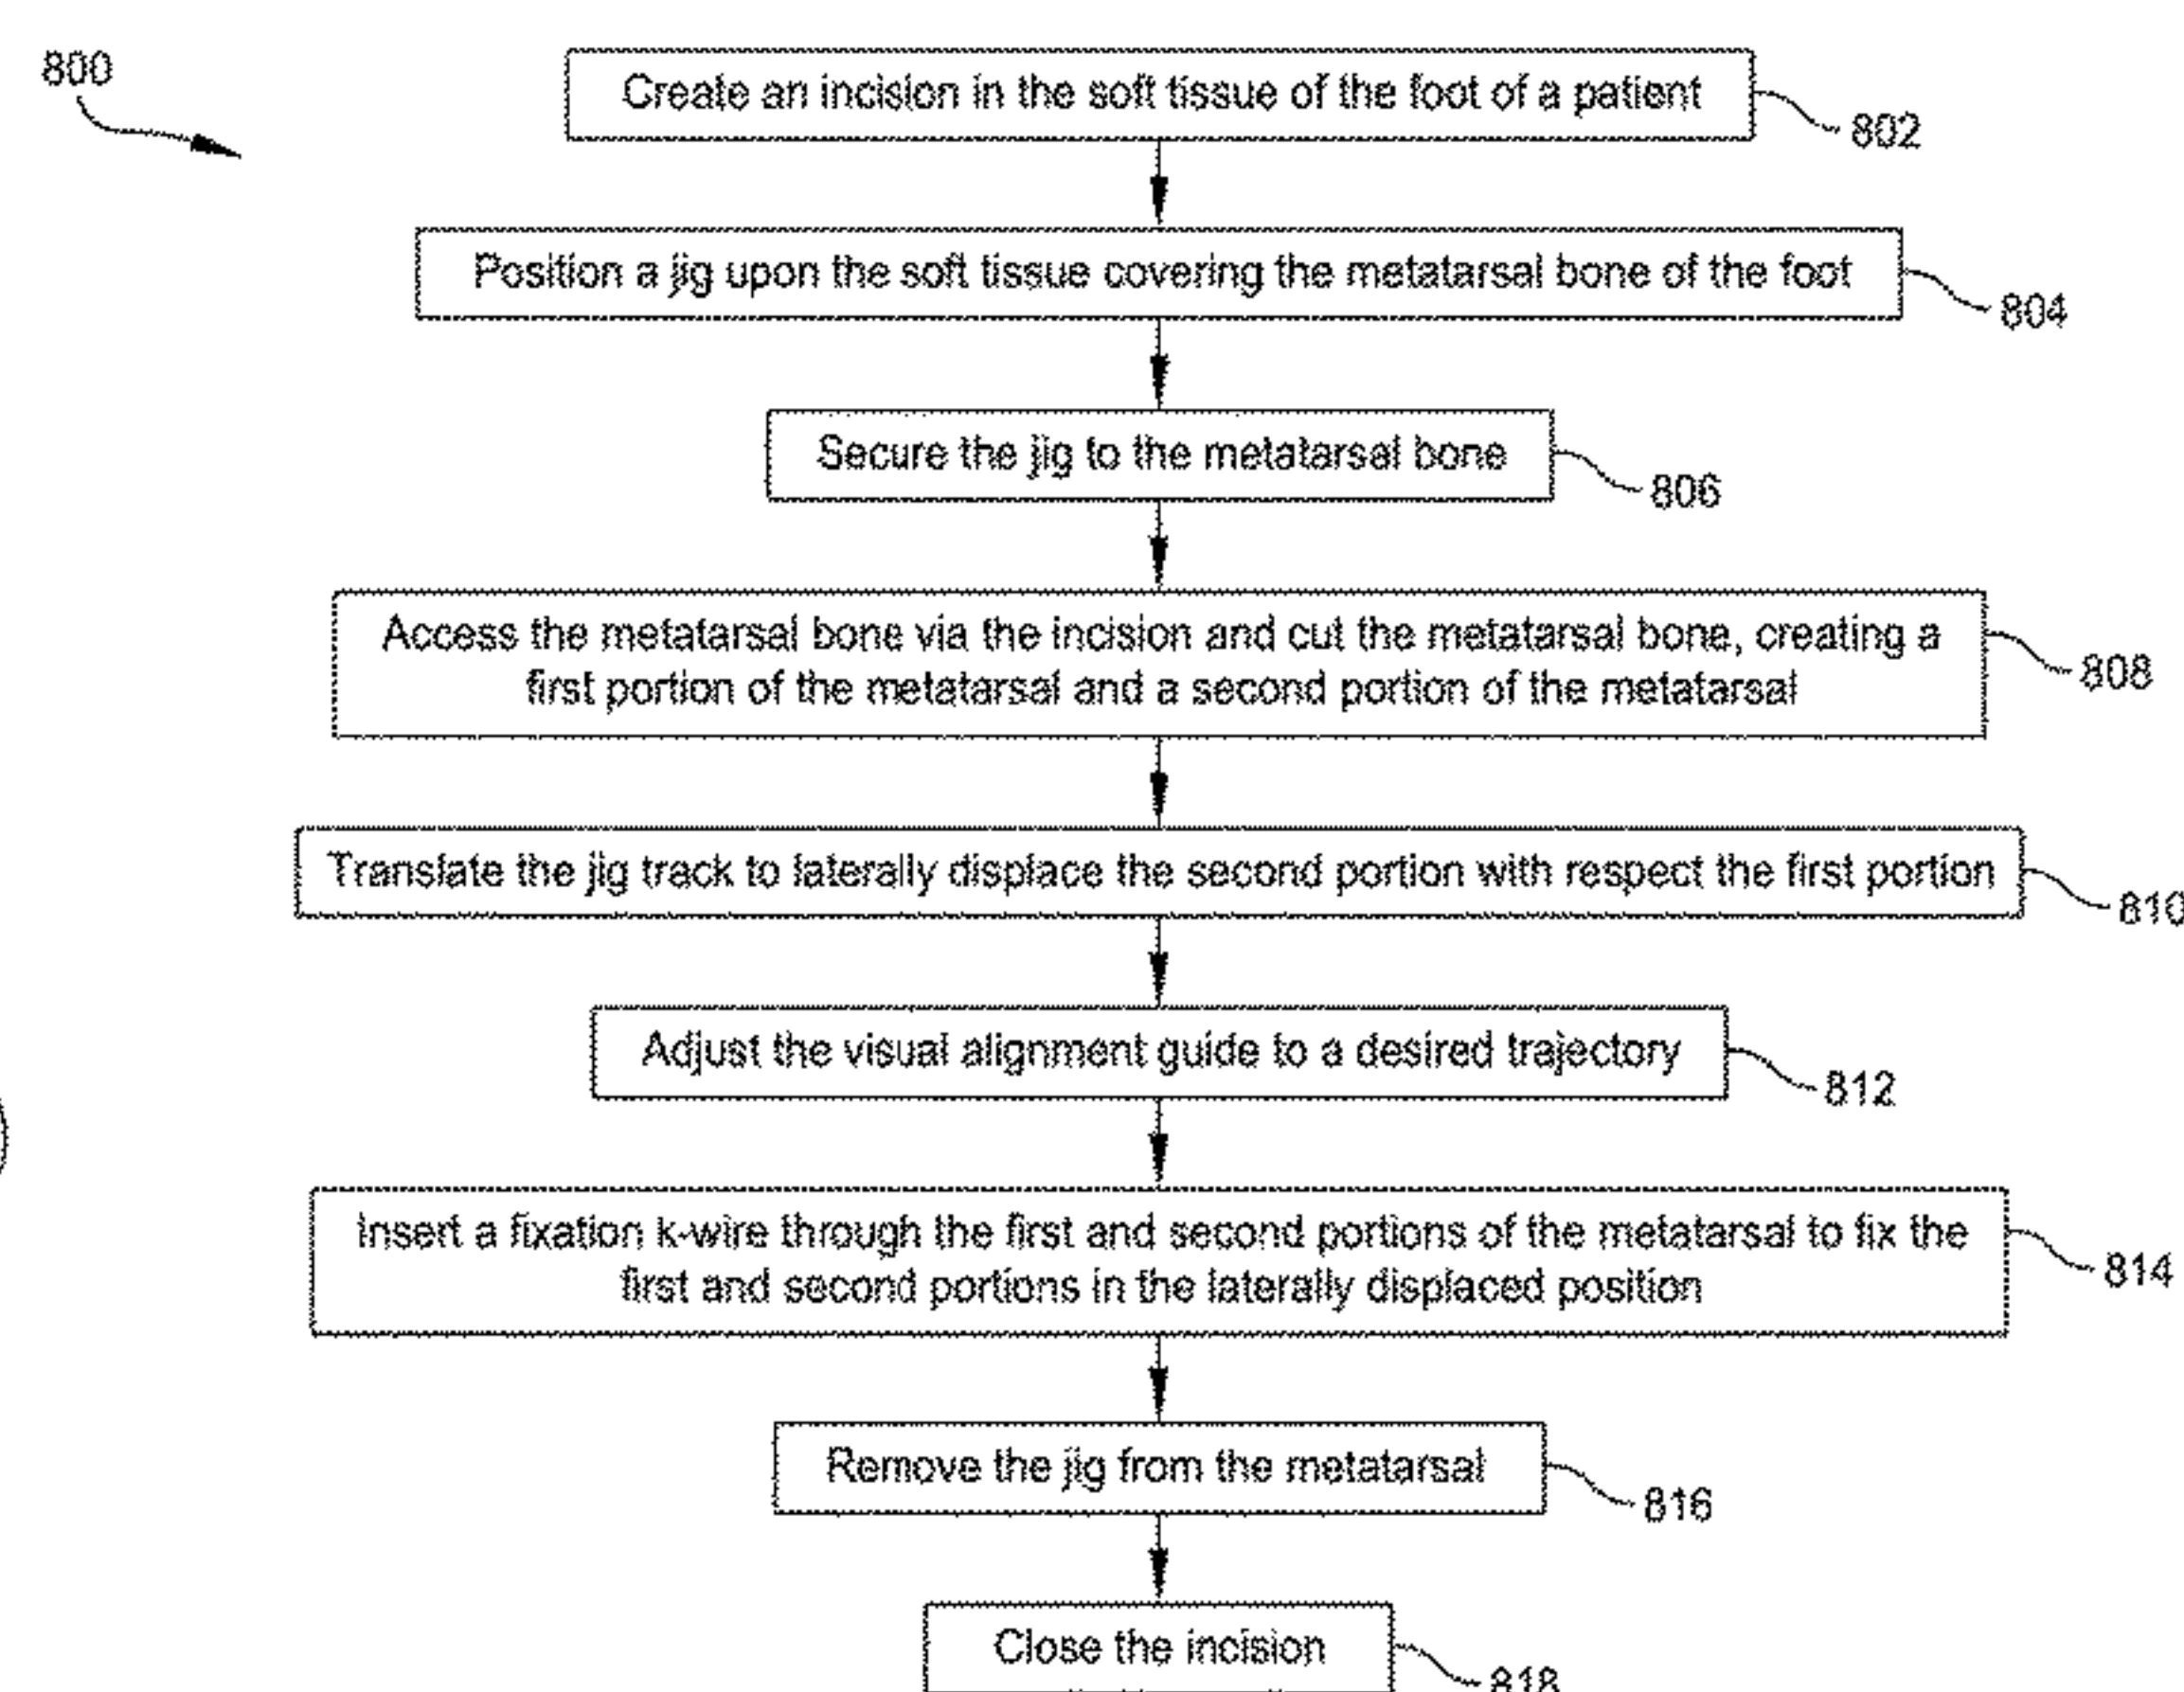 800
Create an incision in the soft tissue of the foot of a patient
802
Position a jig upon the soft tissue covering the metatarsal bone of the foot
804
Secure the jig to the metatarsal bone
806
Access the metatarsal bone via the incision and cut the metatarsal bone, creating a
first portion of the metatarsal and a second portion of the metatarsal
808
Translate the jig track to laterally displace the second portion with respect the first portion
810
Adjust the visual alignment guide to a desired trajectory
812
Insert a fixation k-wire through the first and second portions of the metatarsal to fix the
first and second portions in the laterally displaced position
814
Remove the jig from the metatarsal
816
Close the incision
818